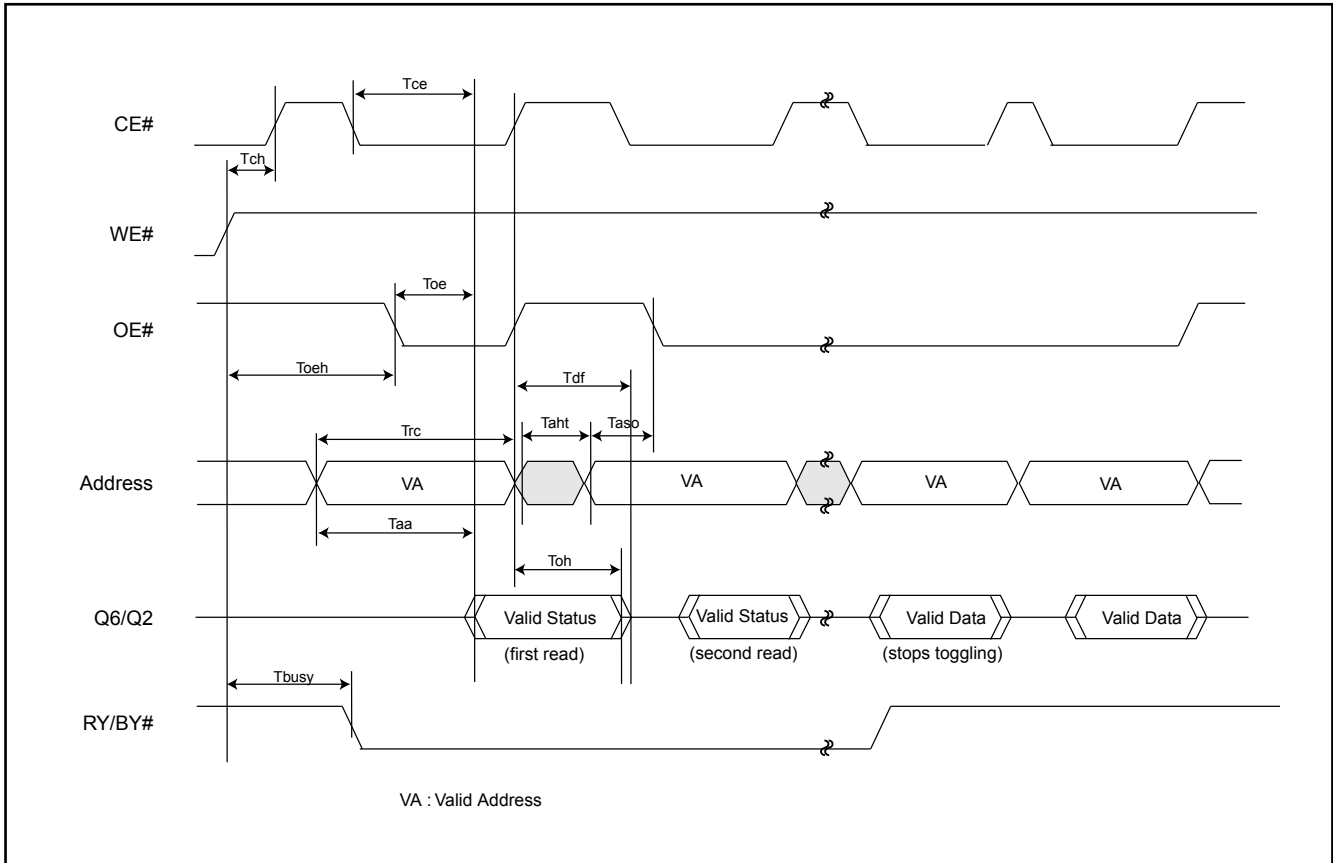 Tce
CE#
Tch
WE#
Toe
OE#
Toeh
Tdf
Taht Taso
Trc
Address VA VA VA VA
Taa
Toh
Q6/Q2 Valid Status Valid Status Valid Data Valid Data
(first read) (second read) (stops toggling)
Tbusy
RY/BY#
VA : Valid Address